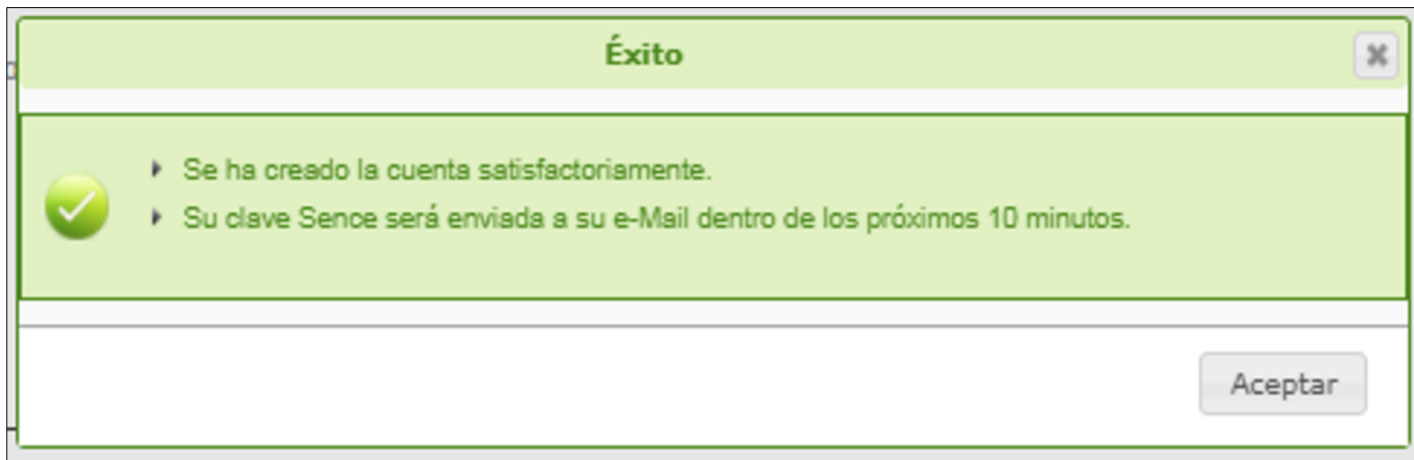 Éxito
Se ha creado la cuenta satisfactoriamente.
Su clave Sence será enviada a su e-Mail dentro de los próximos 10 minutos.
Aceptar